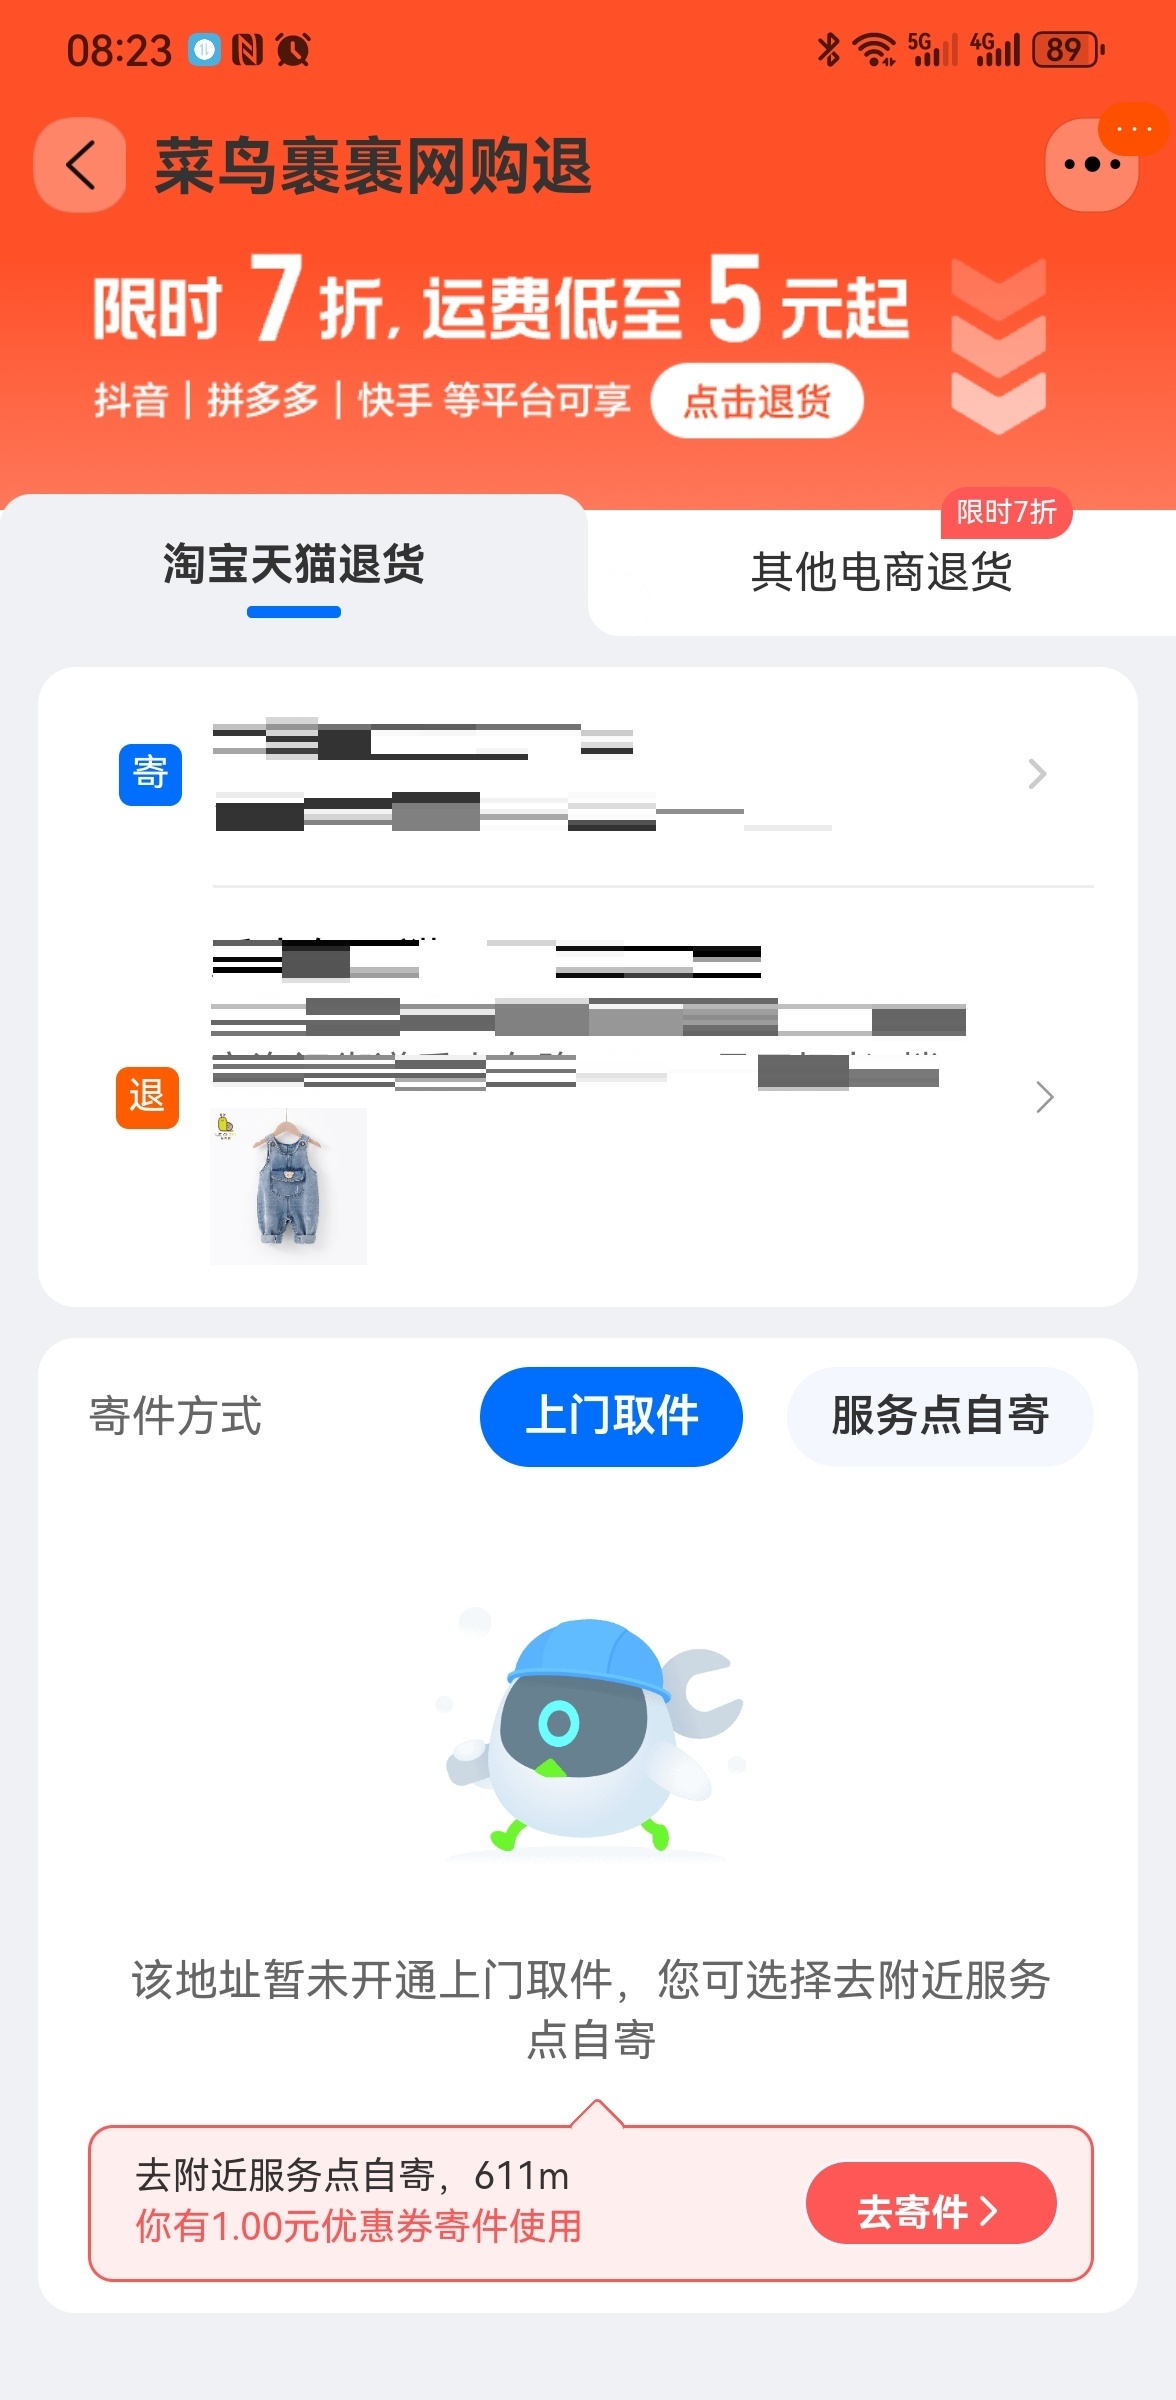 08:23
5G
4G
89
菜鸟裹裹网购退
限时7折, 运费低至5元起
抖音｜拼多多｜快手 等平台可享
点击退货
淘宝天猫退货
限时7折
其他电商退货
寄
退
寄件方式
上门取件
服务点自寄
该地址暂未开通上门取件，您可选择去附近服务
点自寄
去附近服务点自寄，611m
你有1.00元优惠券寄件使用
去寄件